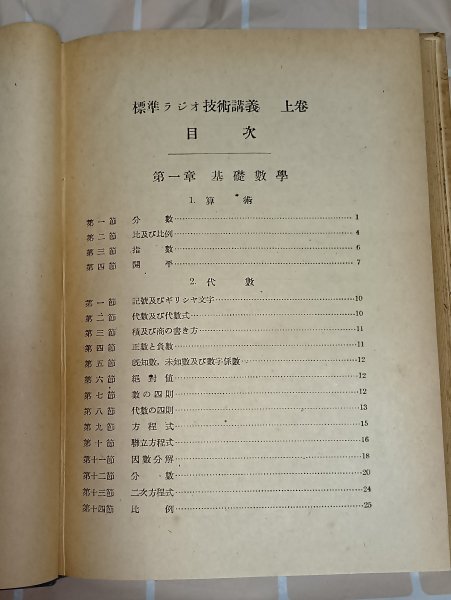 標準ラジオ技術講義 上卷
目 次
第一章 基礎數學
1. 算 術
第一節 分 數 1
第二節 比及び比例 4
第三節 指 數 6
第四節 開 平 7
2. 代 數
第一節 記號及びギリシヤ文字 10
第二節 代數及び代數式 10
第三節 積及び商の書き方 11
第四節 正數と負數 11
第五節 既知數，未知數及び數字係數 12
第六節 絕對値 12
第七節 數の四則 12
第八節 代數の四則 13
第九節 方程式 15
第十節 聯立方程式 16
第十一節 因數分解 18
第十二節 分 數 20
第十三節 二次方程式 24
第十四節 比 例 25